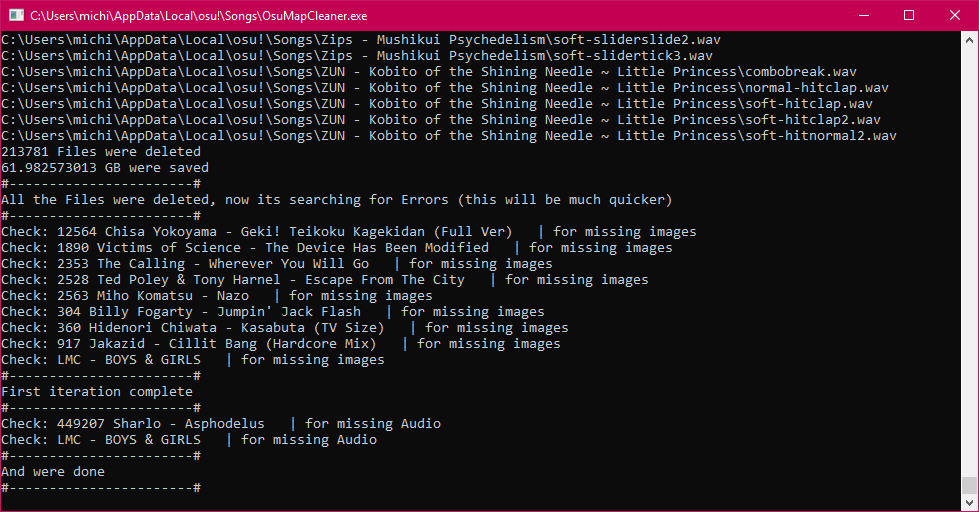 C:\Users\michi\AppData\Local\osu!\Songs\OsuMapCleaner.exe
C:\Users\michi\AppData\Local\osu!\Songs\Zips - Mushikui Psychedelism\soft-sliderslide2.wav
C:\Users\michi\AppData\Local\osu!\Songs\Zips - Mushikui Psychedelism\soft-slidertick3.wav
C:\Users\michi\AppData\Local\osu!\Songs\ZUN - Kobito of the Shining Needle ~ Little Princess\combobreak.wav
C:\Users\michi\AppData\Local\osu!\Songs\ZUN - Kobito of the Shining Needle ~ Little Princess\normal-hitclap.wav
C:\Users\michi\AppData\Local\osu!\Songs\ZUN - Kobito of the Shining Needle ~ Little Princess\soft-hitclap.wav
C:\Users\michi\AppData\Local\osu!\Songs\ZUN - Kobito of the Shining Needle ~ Little Princess\soft-hitclap2.wav
C:\Users\michi\AppData\Local\osu!\Songs\ZUN - Kobito of the Shining Needle ~ Little Princess\soft-hitnormal2.wav
213781 Files were deleted
61.982573013 GB were saved
#-----------------------#
All the Files were deleted, now its searching for Errors (this will be much quicker)
#-----------------------#
Check: 12564 Chisa Yokoyama - Geki! Teikoku Kagekidan (Full Ver)   | for missing images
Check: 1890 Victims of Science - The Device Has Been Modified   | for missing images
Check: 2353 The Calling - Wherever You Will Go   | for missing images
Check: 2528 Ted Poley & Tony Harnel - Escape From The City   | for missing images
Check: 2563 Miho Komatsu - Nazo   | for missing images
Check: 304 Billy Fogarty - Jumpin' Jack Flash   | for missing images
Check: 360 Hidenori Chiwata - Kasabuta (TV Size)   | for missing images
Check: 917 Jakazid - Cillit Bang (Hardcore Mix)   | for missing images
Check: LMC - BOYS & GIRLS   | for missing images
#-----------------------#
First iteration complete
#-----------------------#
Check: 449207 Sharlo - Asphodelus   | for missing Audio
Check: LMC - BOYS & GIRLS   | for missing Audio
#-----------------------#
And were done
#-----------------------#